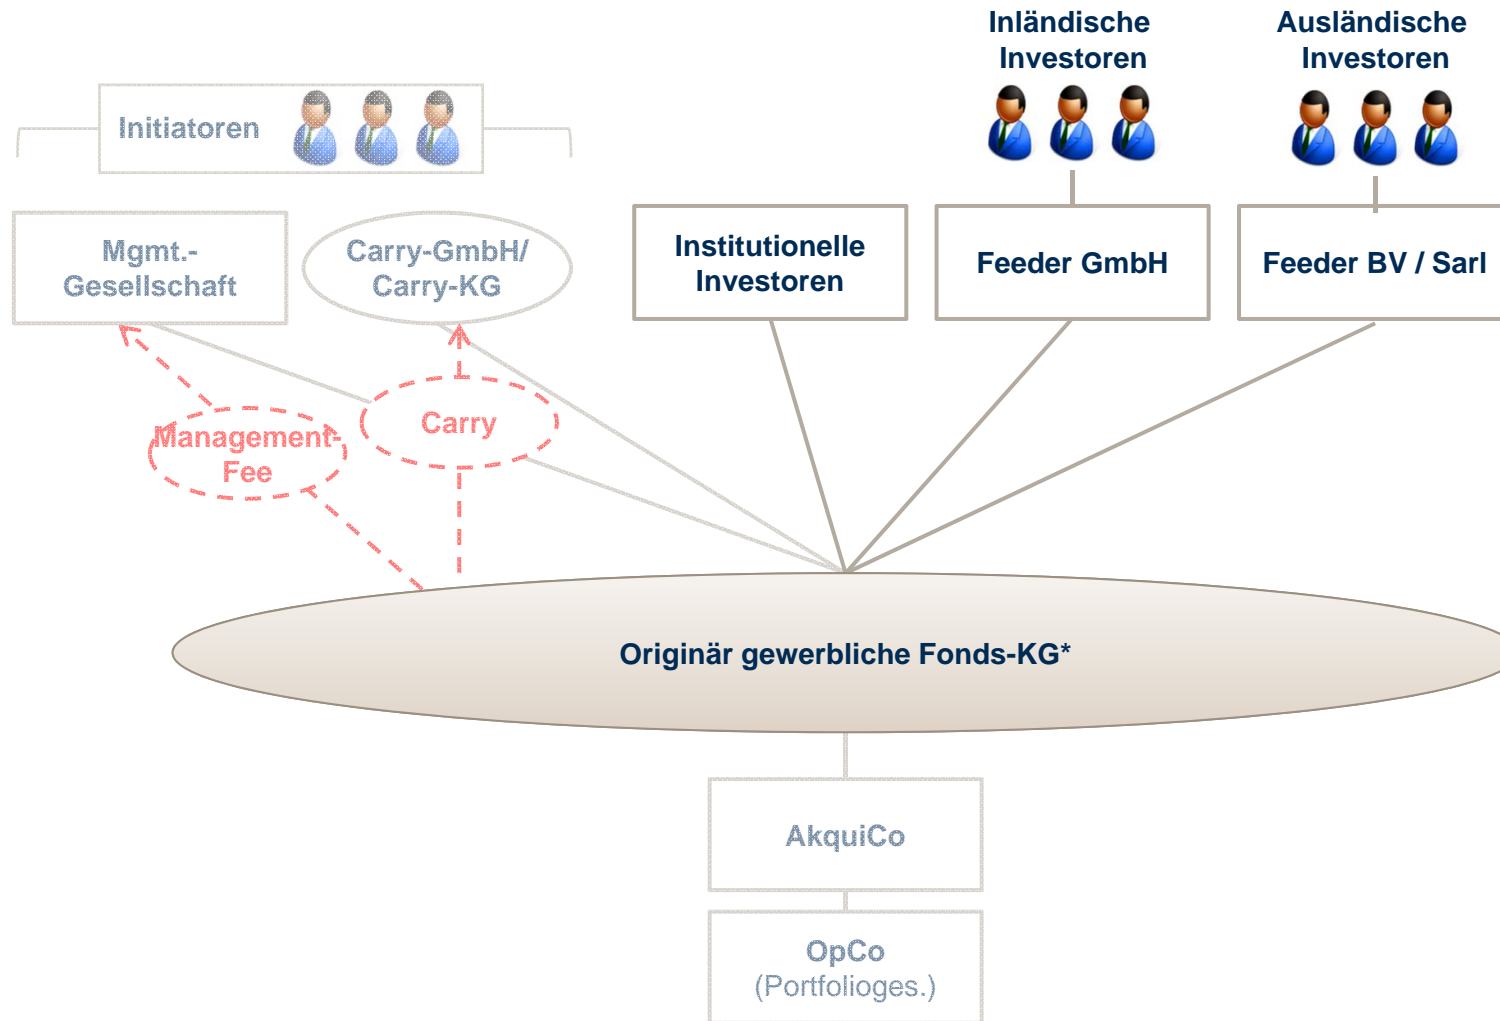 Inländische
Investoren
Ausländische
Investoren
Initiatoren
Mgmt.-
Gesellschaft
Carry-GmbH/
Carry-KG
Institutionelle
Investoren
Feeder GmbH
Feeder BV / Sarl
Management-
Fee
Carry
Originär gewerbliche Fonds-KG*
AkquiCo
OpCo
(Portfolioges.)